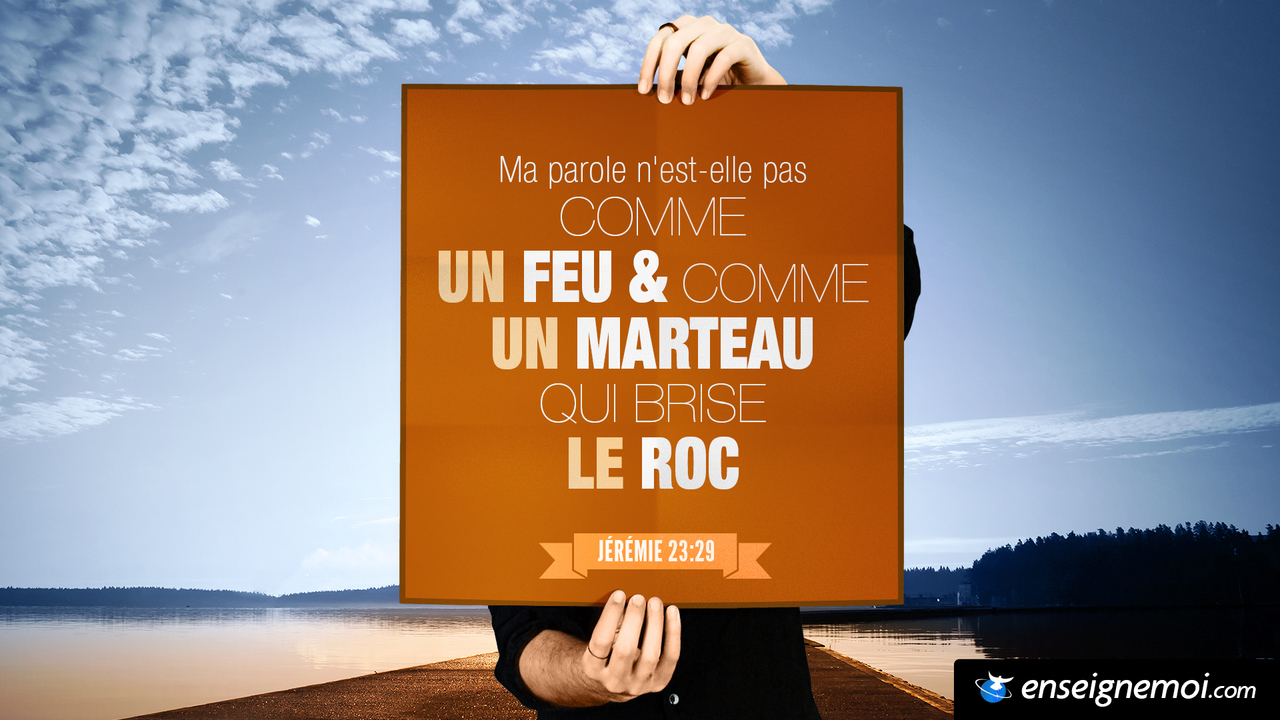 Ma parole n'est-elle pas
COMME
UN FEU & COMME
UN MARTEAU
QUI BRISE
LE ROC
JÉRÉMIE 23:29
enseignemoi.com